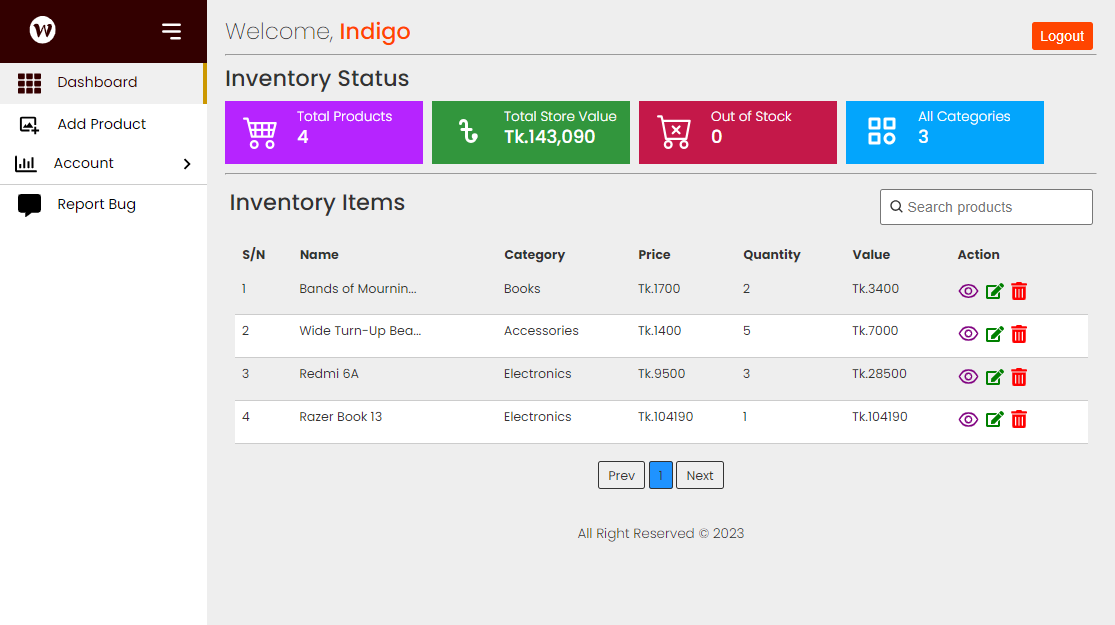 W
Welcome, Indigo
Logout
Dashboard
Add Product
Account
Report Bug
Inventory Status
Total Products
4
Total Store Value
Tk.143,090
Out of Stock
0
All Categories
3
Inventory Items
Search products
S/N Name Category Price Quantity Value Action
1 Bands of Mournin... Books Tk.1700 2 Tk.3400
2 Wide Turn-Up Bea... Accessories Tk.1400 5 Tk.7000
3 Redmi 6A Electronics Tk.9500 3 Tk.28500
4 Razer Book 13 Electronics Tk.104190 1 Tk.104190
Prev 1 Next
All Right Reserved © 2023